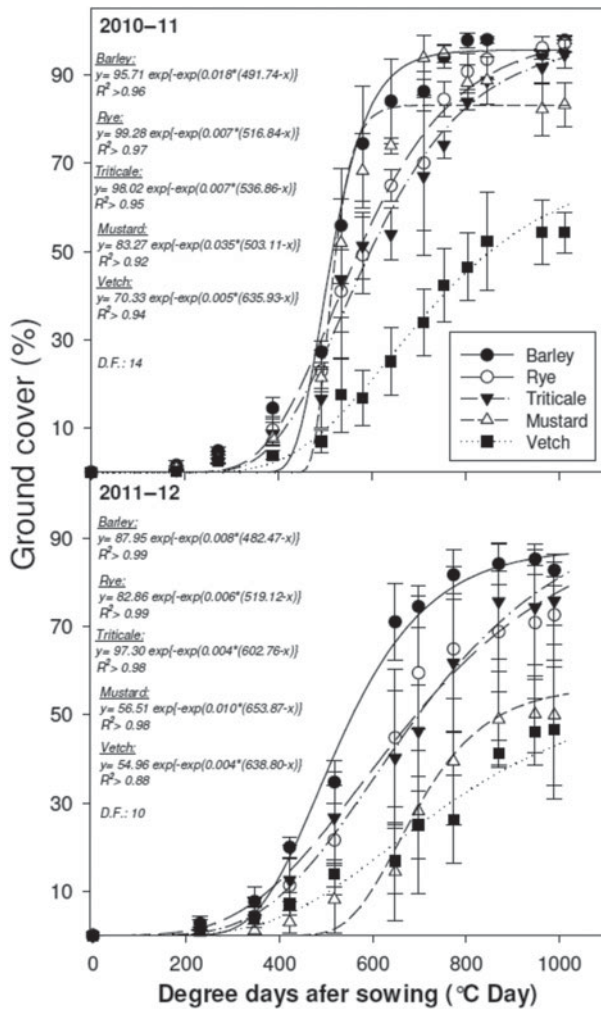 2010–11
Barley:
y= 95.71 exp{-exp(0.018*(491.74-x)}
R² >0.96
Rye:
y= 99.28 exp{-exp(0.007*(516.84-x)}
R²> 0.97
Triticale:
y= 98.02 exp{-exp(0.007*(536.86-x)}
R²> 0.95
Mustard:
y= 83.27 exp{-exp(0.035*(503.11-x)}
R²> 0.92
Vetch:
y= 70.33 exp{-exp(0.005*(635.93-x)}
R²> 0.94
D.F.: 14
90
70
50
30
10
Barley
Rye
Triticale
Mustard
Vetch
Ground cover (%)
2011–12
Barley:
y= 87.95 exp{-exp(0.008*(482.47-x)}
R²> 0.99
Rye:
y= 82.86 exp{-exp(0.006*(519.12-x)}
R²> 0.99
Triticale:
y= 97.30 exp{-exp(0.004*(602.76-x)}
R²> 0.98
Mustard:
y= 56.51 exp{-exp(0.010*(653.87-x)}
R²> 0.98
Vetch:
y= 54.96 exp{-exp(0.004*(638.80-x)}
R²> 0.88
D.F.: 10
90
70
50
30
10
0 200 400 600 800 1000
Degree days afer sowing (°C Day)